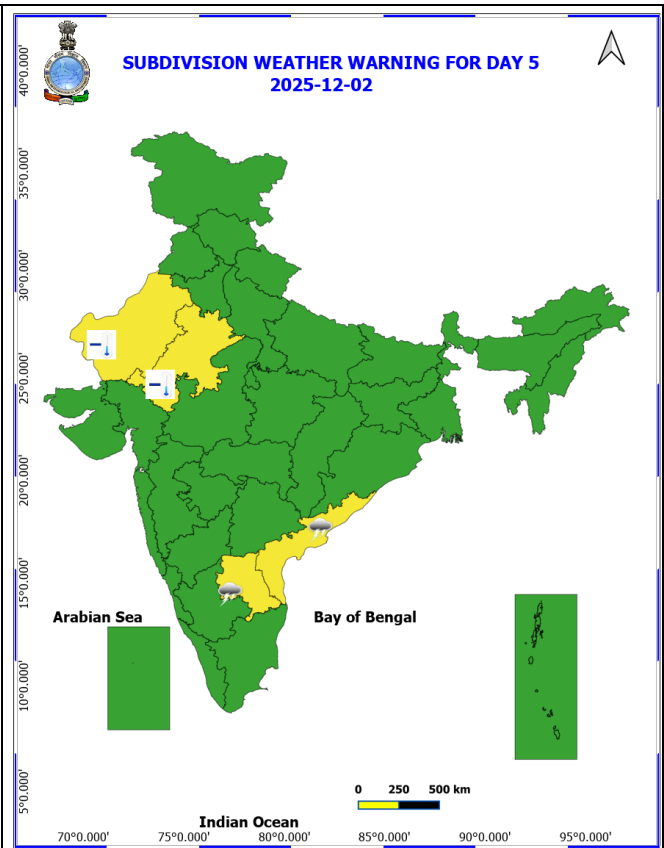 SUBDIVISION WEATHER WARNING FOR DAY 5
2025-12-02
40°0.000'
35°0.000'
30°0.000'
25°0.000'
20°0.000'
15°0.000'
10°0.000'
5°0.000'
Arabian Sea
Bay of Bengal
0 250 500 km
Indian Ocean
70°0.000' 75°0.000' 80°0.000' 85°0.000' 90°0.000' 95°0.000'